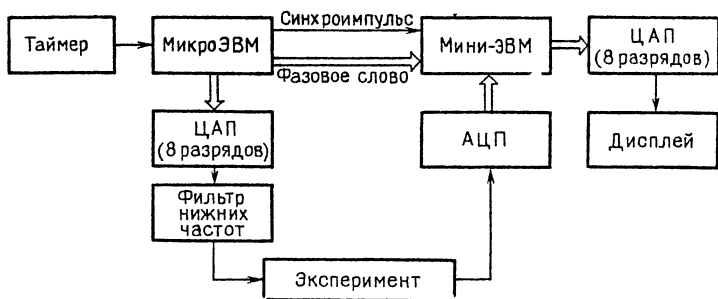 Таймер
МикроЭВМ
Синхроимпульс
Фазовое слово
Мини-ЭВМ
ЦАП
(8 разрядов)
ЦАП
(8 разрядов)
АЦП
Дисплей
Фильтр
нижних
частот
Эксперимент